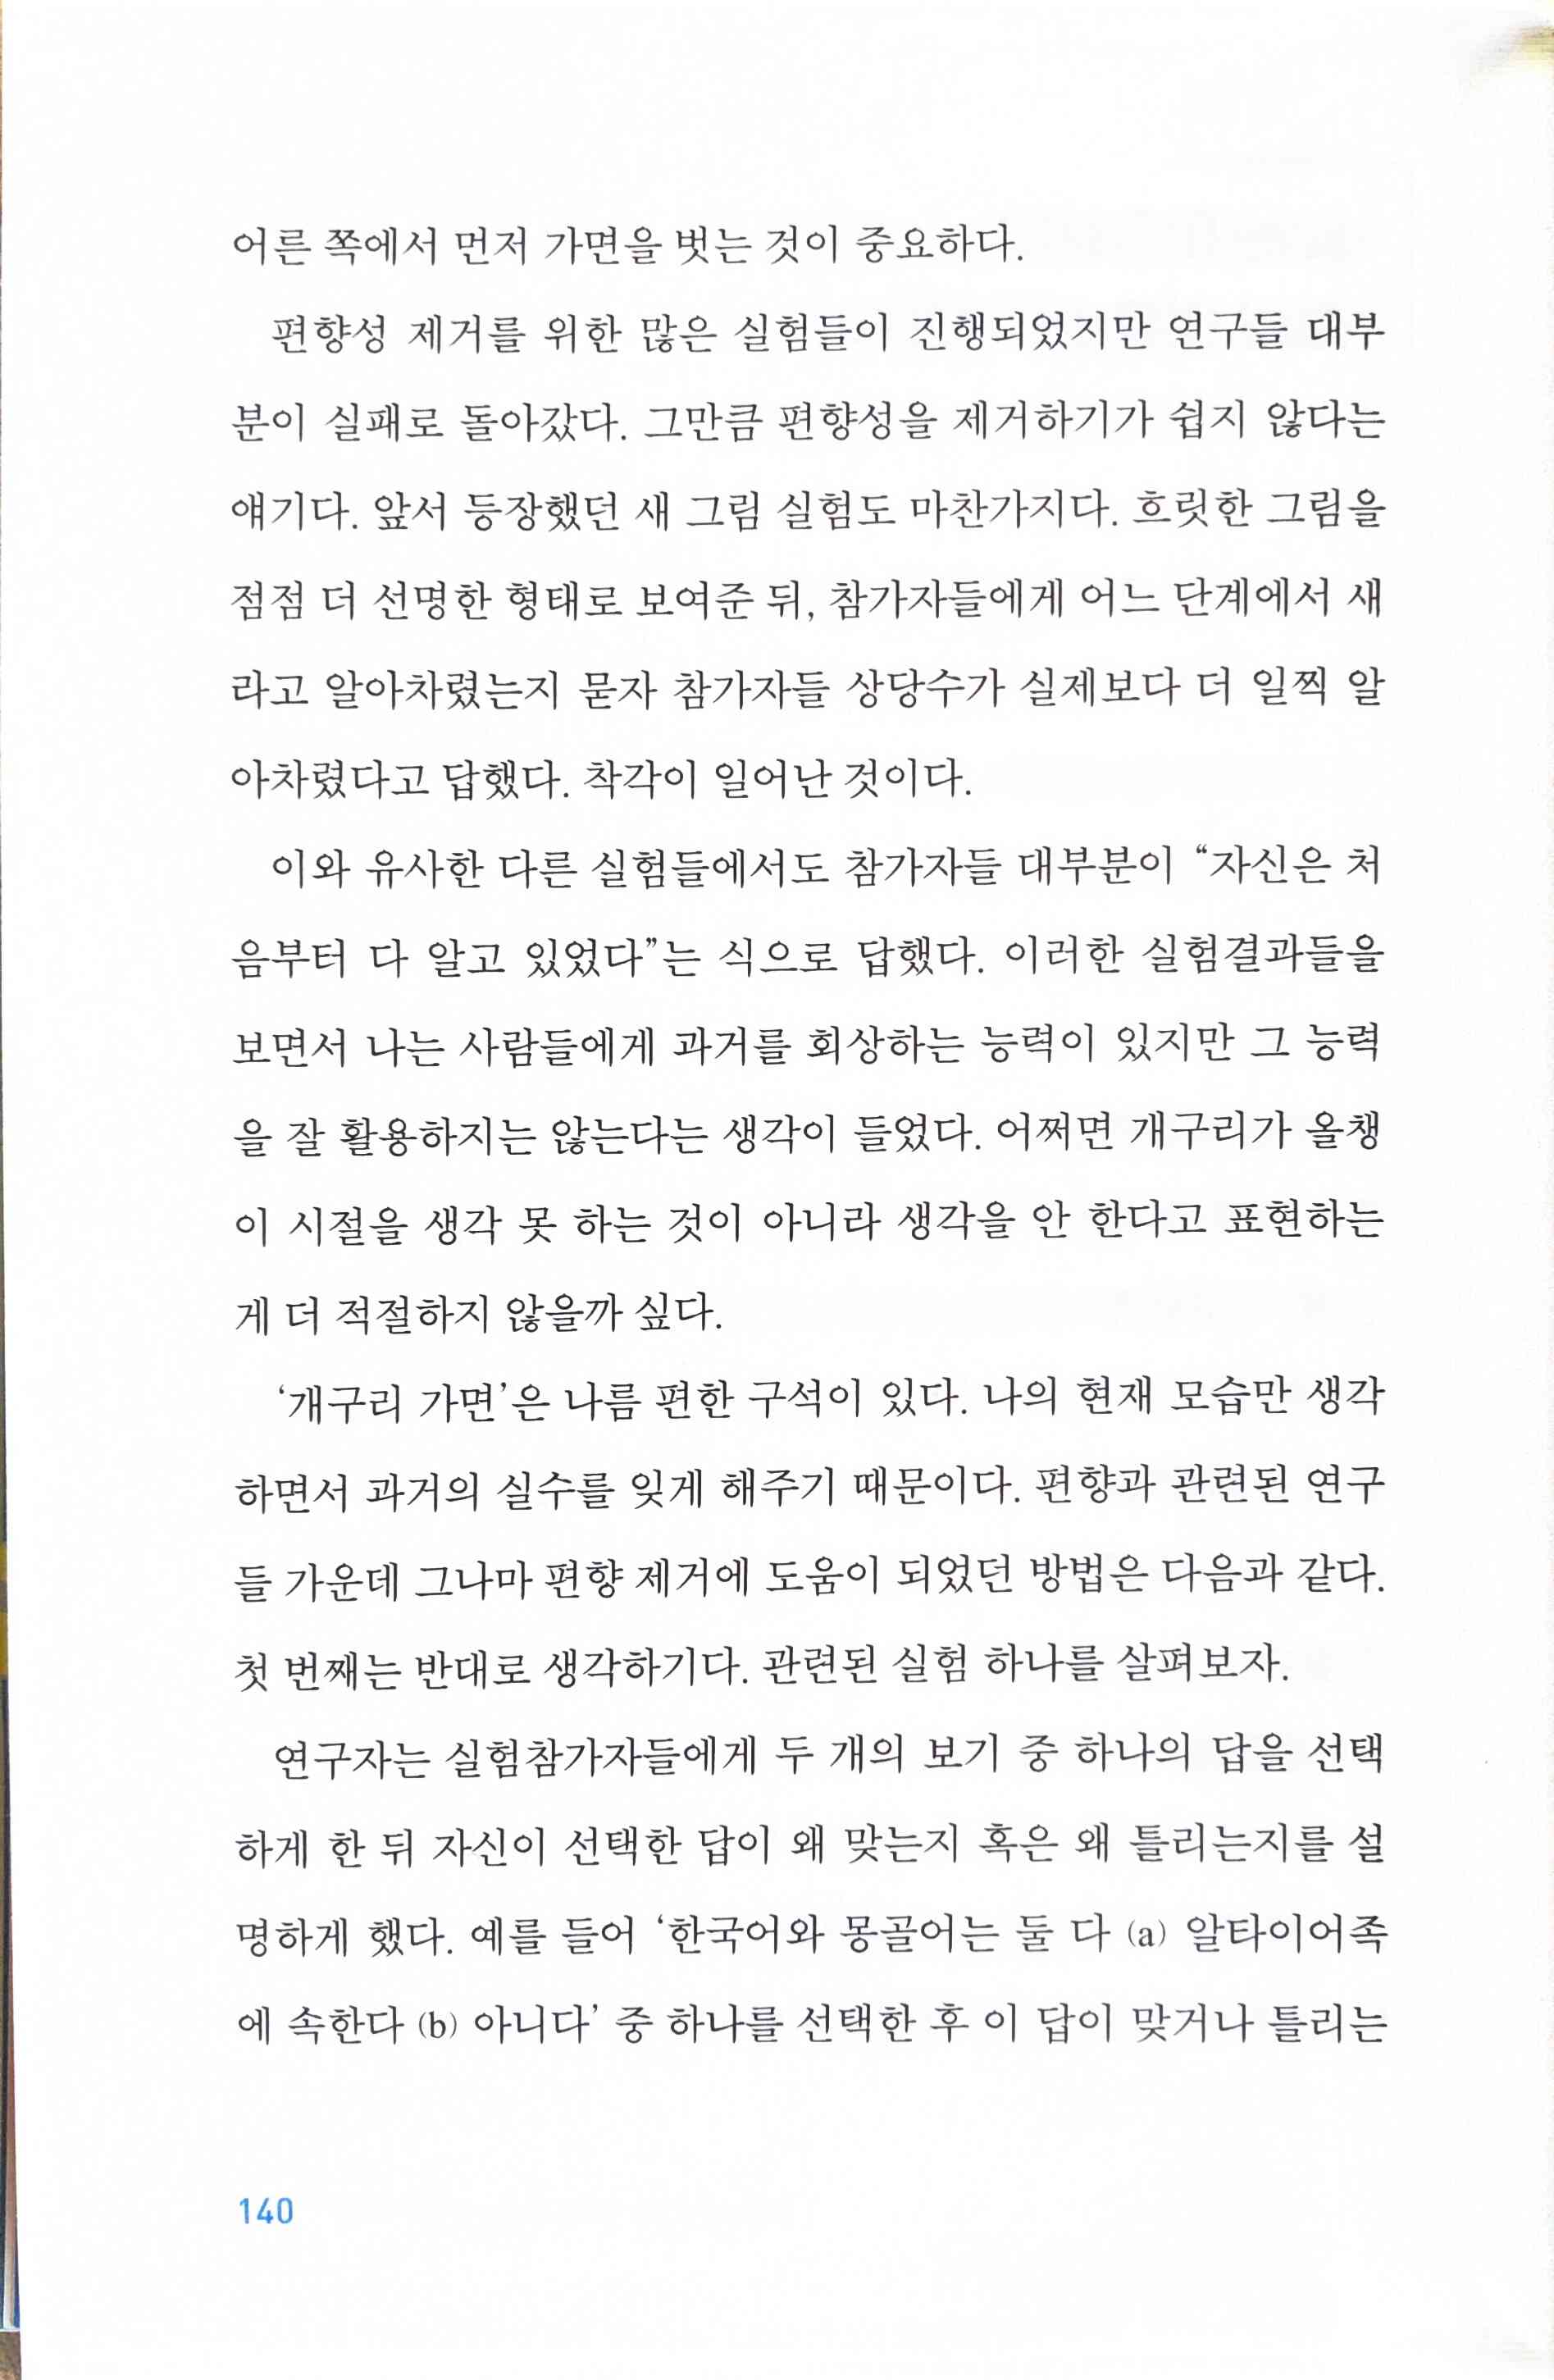 어른 쪽에서 먼저 가면을 벗는 것이 중요하다.
편향성 제거를 위한 많은 실험들이 진행되었지만 연구들 대부
분이 실패로 돌아갔다. 그만큼 편향성을 제거하기가 쉽지 않다는
얘기다. 앞서 등장했던 새 그림 실험도 마찬가지다. 흐릿한 그림을
점점 더 선명한 형태로 보여준 뒤, 참가자들에게 어느 단계에서 새
라고 알아차렸는지 묻자 참가자들 상당수가 실제보다 더 일찍 알
아차렸다고 답했다. 착각이 일어난 것이다.
이와 유사한 다른 실험들에서도 참가자들 대부분이 “자신은 처
음부터 다 알고 있었다”는 식으로 답했다. 이러한 실험결과들을
보면서 나는 사람들에게 과거를 회상하는 능력이 있지만 그 능력
을 잘 활용하지는 않는다는 생각이 들었다. 어쩌면 개구리가 올챙
이 시절을 생각 못 하는 것이 아니라 생각을 안 한다고 표현하는
게 더 적절하지 않을까 싶다.
‘개구리 가면’은 나름 편한 구석이 있다. 나의 현재 모습만 생각
하면서 과거의 실수를 잊게 해주기 때문이다. 편향과 관련된 연구
들 가운데 그나마 편향 제거에 도움이 되었던 방법은 다음과 같다.
첫 번째는 반대로 생각하기다. 관련된 실험 하나를 살펴보자.
연구자는 실험참가자들에게 두 개의 보기 중 하나의 답을 선택
하게 한 뒤 자신이 선택한 답이 왜 맞는지 혹은 왜 틀리는지를 설
명하게 했다. 예를 들어 ‘한국어와 몽골어는 둘 다 (a) 알타이어족
에 속한다 (b) 아니다’ 중 하나를 선택한 후 이 답이 맞거나 틀리는
140